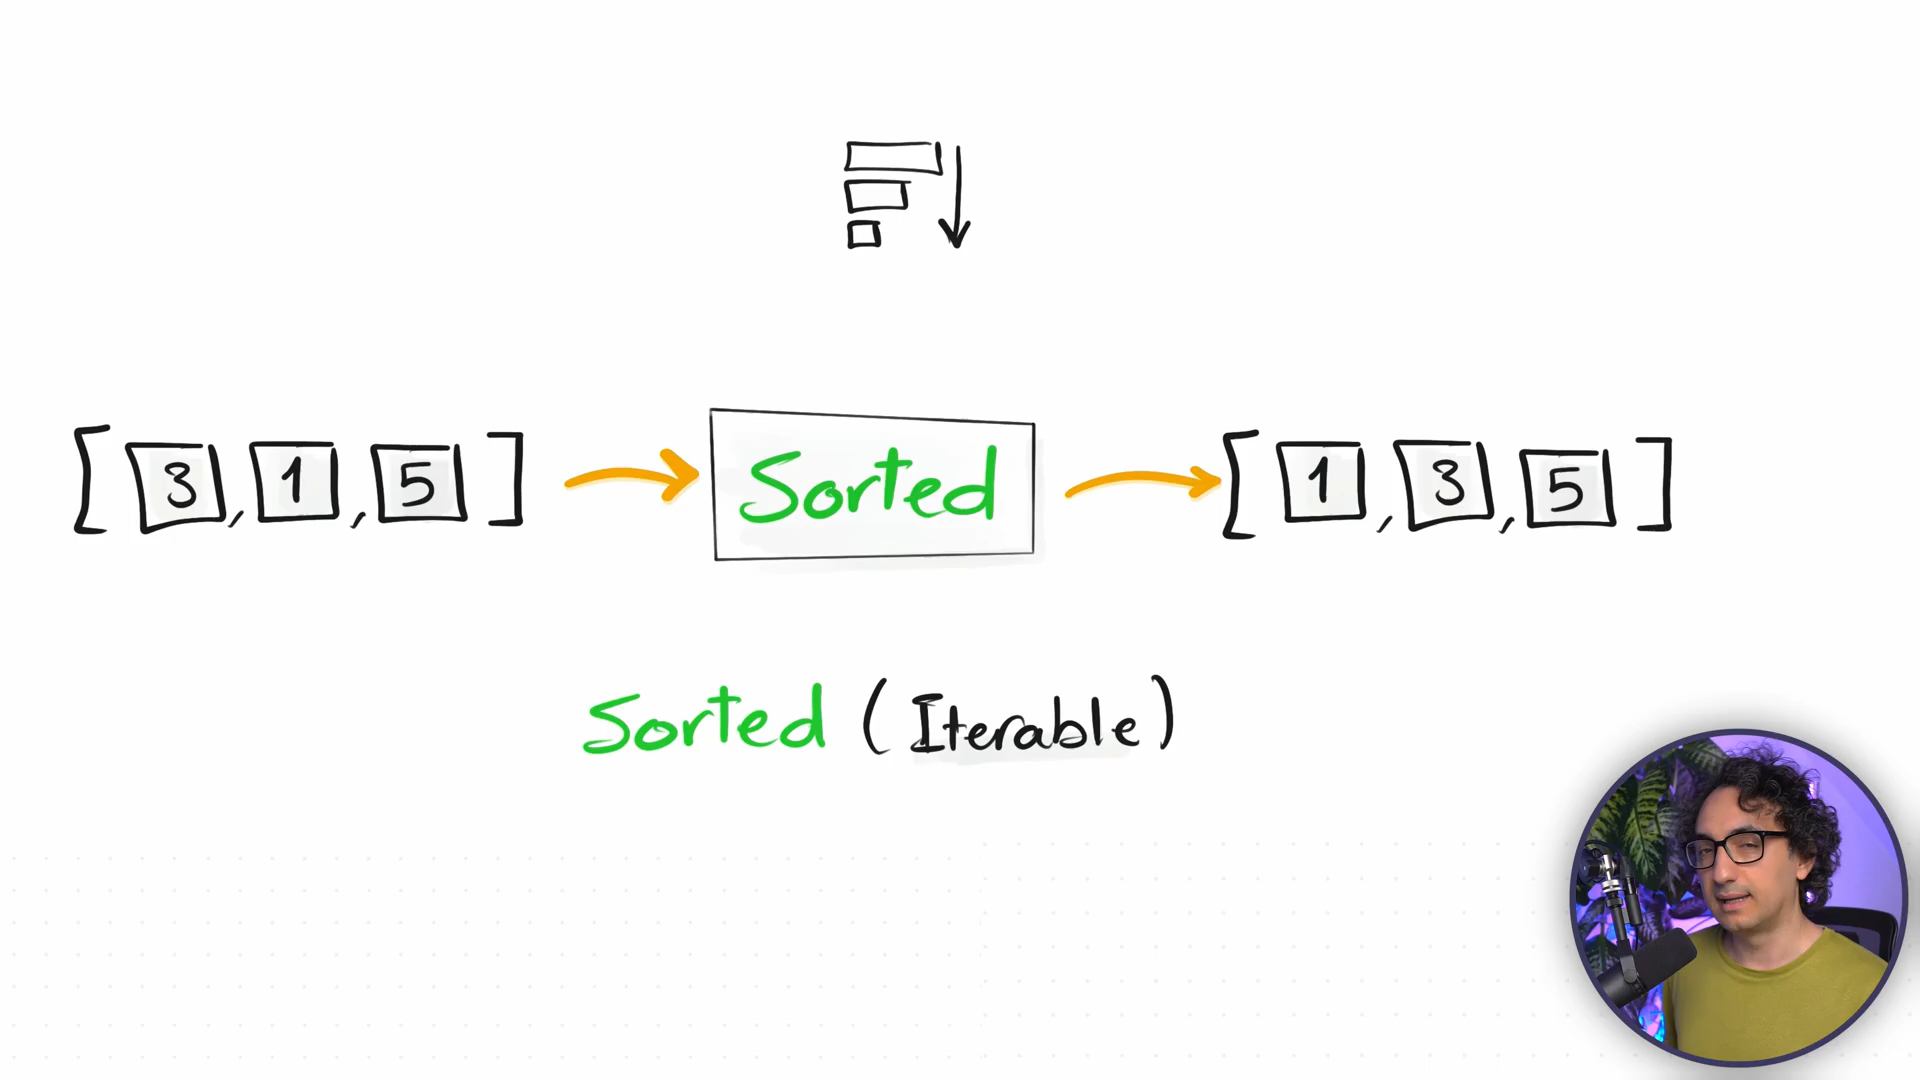 [ 3, 1, 5 ] Sorted [ 1, 3, 5 ]
Sorted (Iterable)